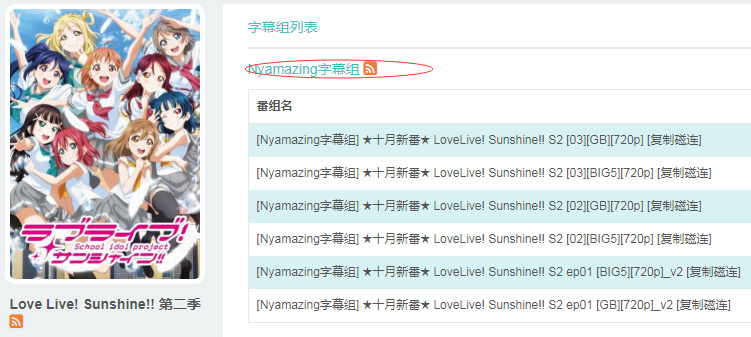 字幕组列表
Nyamazing字幕组
番组名
[Nyamazing字幕组] ★十月新番★ LoveLive! Sunshine!! S2 [03][GB][720p] [复制磁连]
[Nyamazing字幕组] ★十月新番★ LoveLive! Sunshine!! S2 [03][BIG5][720p] [复制磁连]
[Nyamazing字幕组] ★十月新番★ LoveLive! Sunshine!! S2 [02][GB][720p] [复制磁连]
[Nyamazing字幕组] ★十月新番★ LoveLive! Sunshine!! S2 [02][BIG5][720p] [复制磁连]
[Nyamazing字幕组] ★十月新番★ LoveLive! Sunshine!! S2 ep01 [BIG5][720p]_v2 [复制磁连]
[Nyamazing字幕组] ★十月新番★ LoveLive! Sunshine!! S2 ep01 [GB][720p]_v2 [复制磁连]
ラブライブ!
School idol project
サンシャイン!!
Love Live! Sunshine!! 第二季